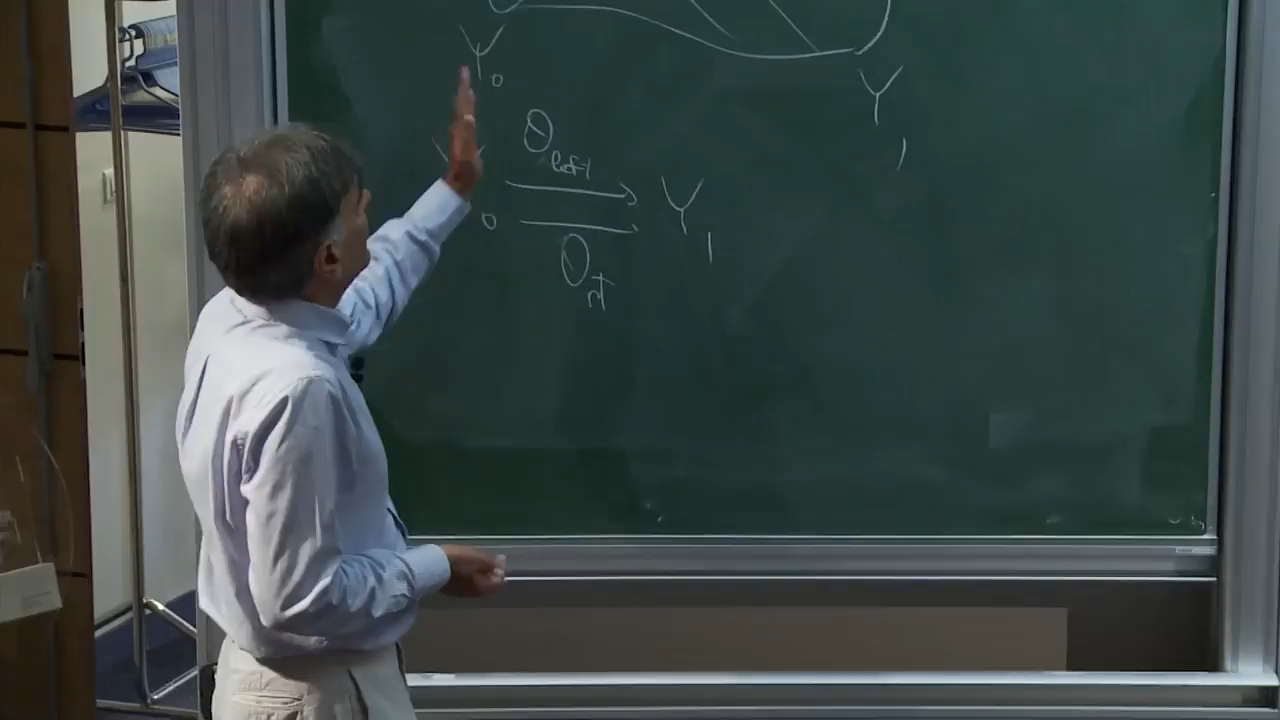 Y₀
Y₁
Y₀ θ_left → Y₁
θ_rt →